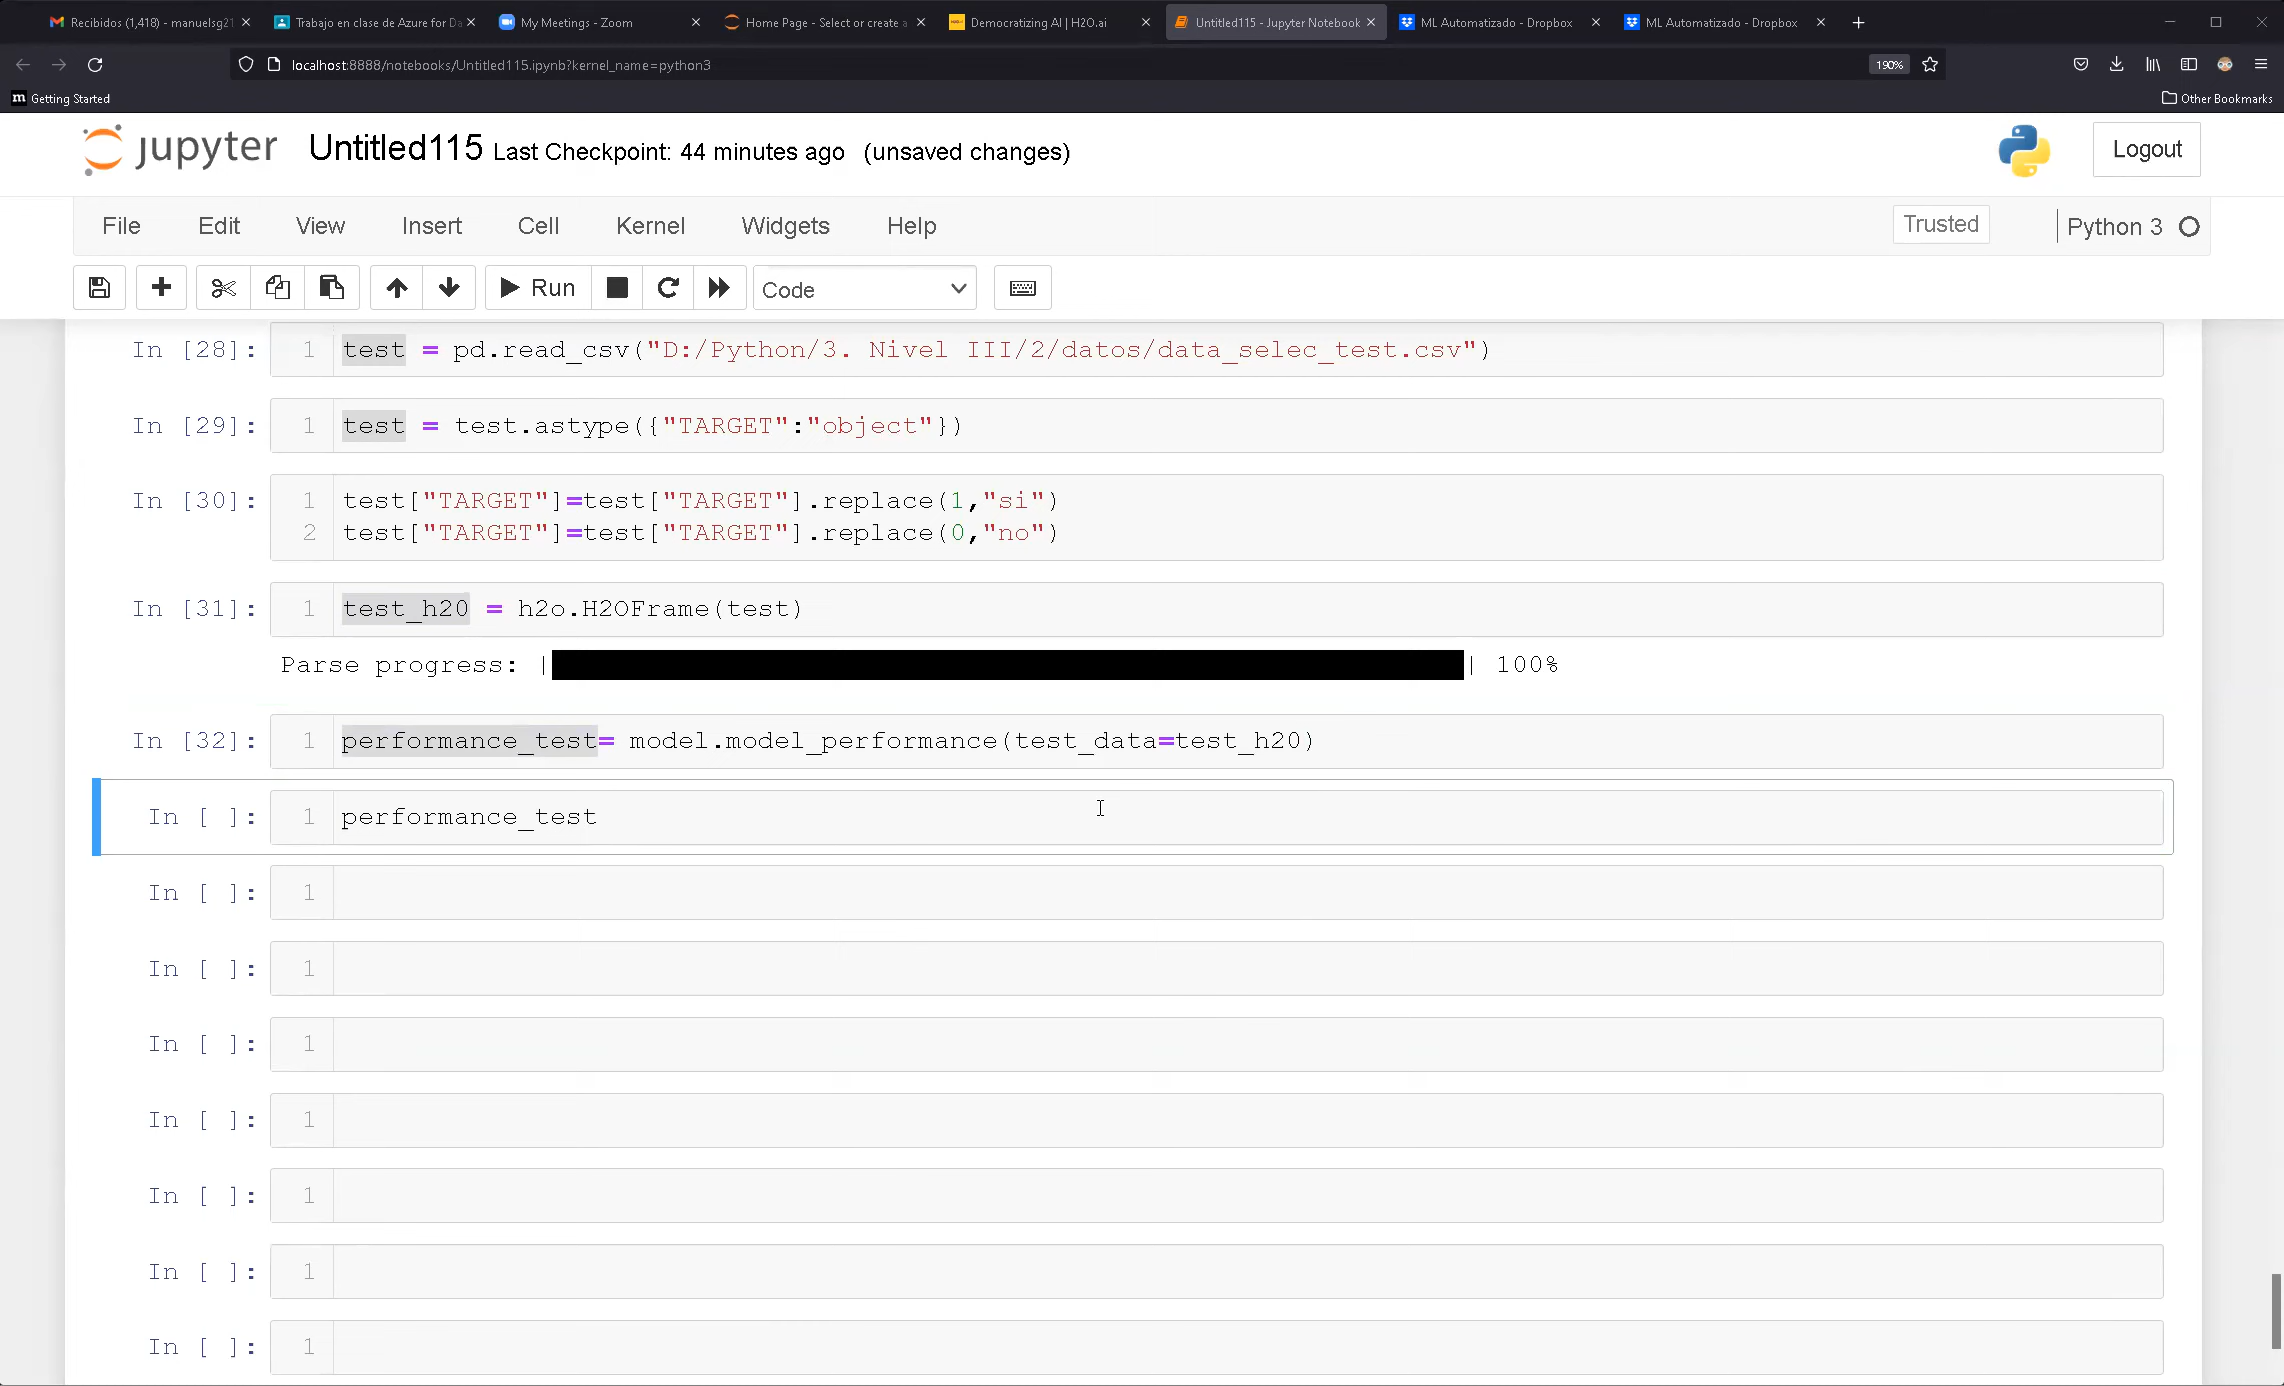 Recibidos (1,418) - manuelsg21
Trabajo en clase de Azure for Da
My Meetings - Zoom
Home Page - Select or create a
Democratizing AI | H2O.ai
Untitled115 - Jupyter Notebook
ML Automatizado - Dropbox
ML Automatizado - Dropbox
localhost:8888/notebooks/Untitled115.ipynb?kernel_name=python3
190%
m Getting Started
Other Bookmarks
jupyter Untitled115 Last Checkpoint: 44 minutes ago (unsaved changes)
Logout
File Edit View Insert Cell Kernel Widgets Help
Trusted
Python 3
Run
Code
In [28]: 1 test = pd.read_csv("D:/Python/3. Nivel III/2/datos/data_selec_test.csv")
In [29]: 1 test = test.astype({"TARGET":"object"})
In [30]: 1 test["TARGET"]=test["TARGET"].replace(1,"si")
2 test["TARGET"]=test["TARGET"].replace(0,"no")
In [31]: 1 test_h20 = h2o.H2OFrame(test)
Parse progress: | | 100%
In [32]: 1 performance_test= model.model_performance(test_data=test_h20)
In [ ]: 1 performance_test
In [ ]: 1
In [ ]: 1
In [ ]: 1
In [ ]: 1
In [ ]: 1
In [ ]: 1
In [ ]: 1